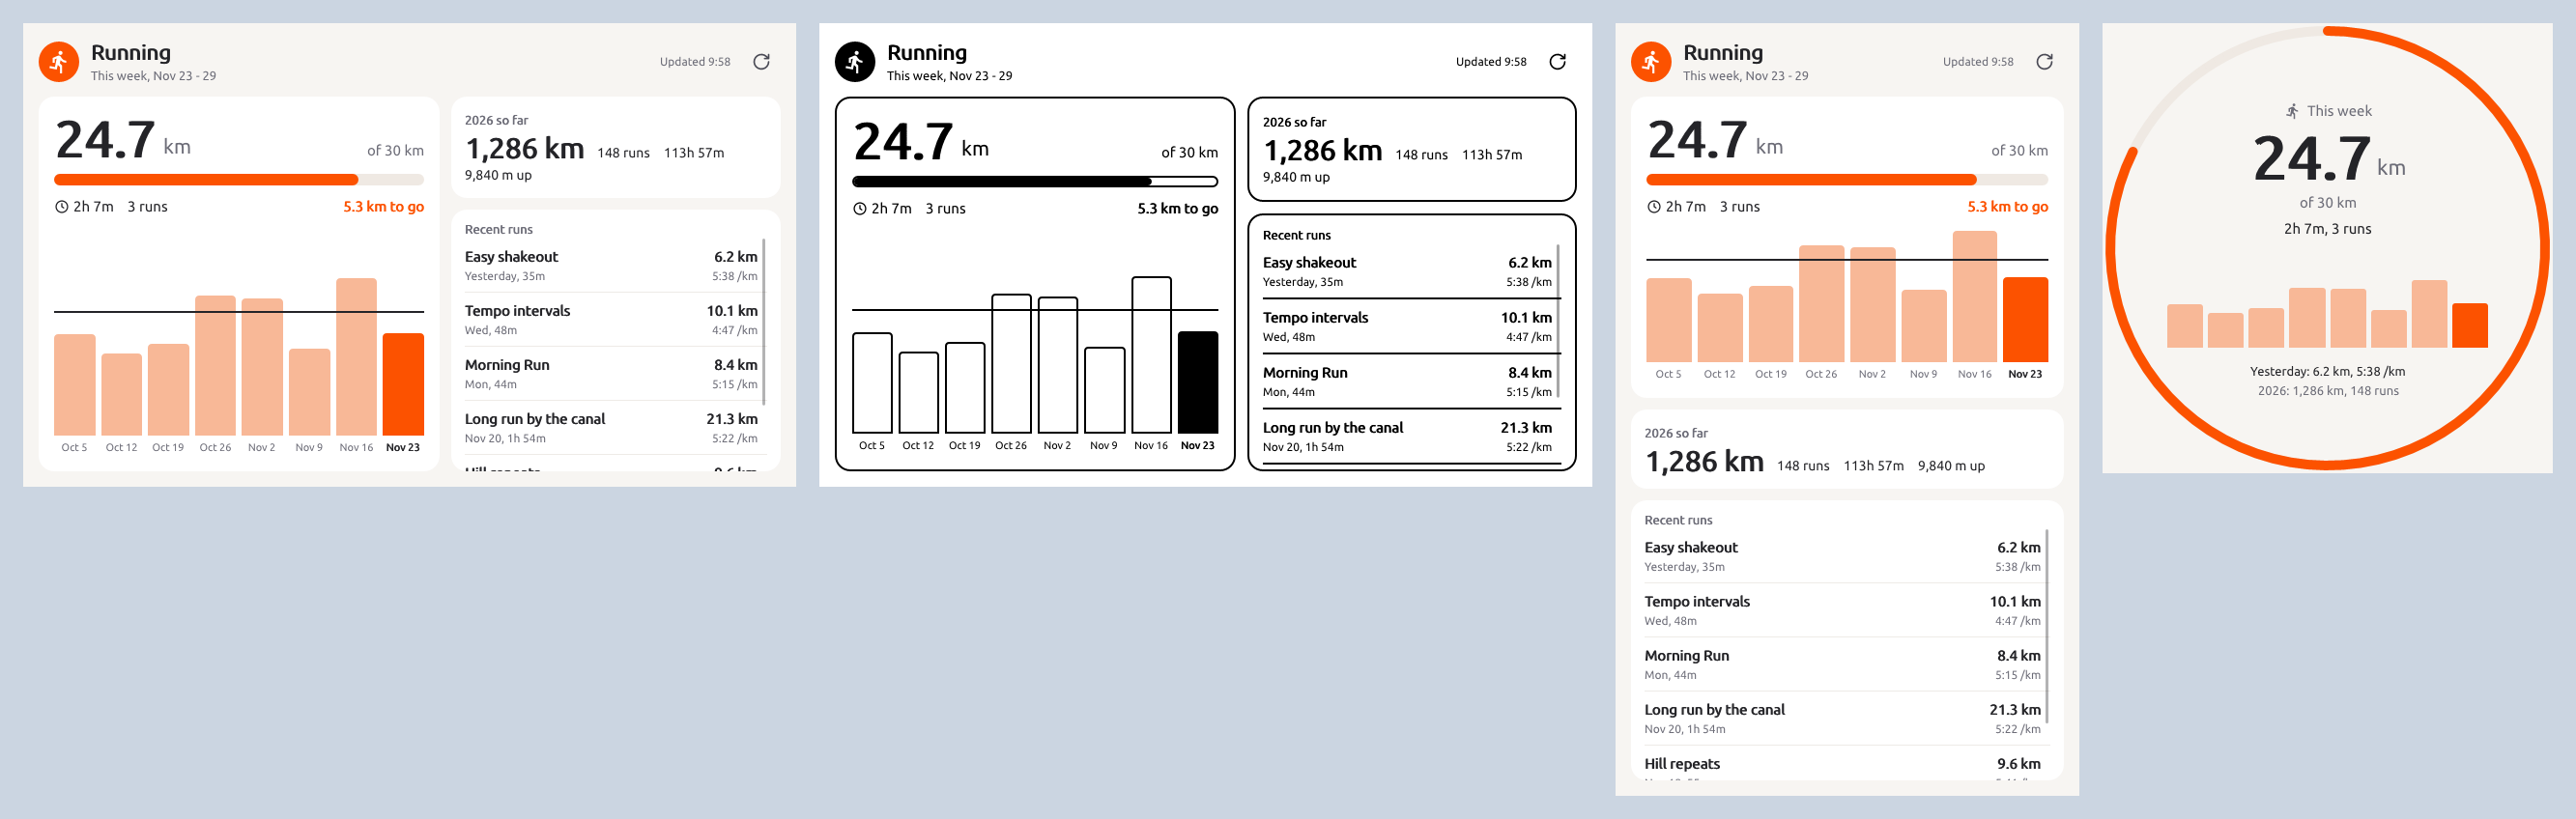 Running
This week, Nov 23 - 29
Updated 9:58
24.7 km
of 30 km
2h 7m 3 runs
5.3 km to go
Oct 5 Oct 12 Oct 19 Oct 26 Nov 2 Nov 9 Nov 16 Nov 23
2026 so far
1,286 km 148 runs 113h 57m
9,840 m up
Recent runs
Easy shakeout 6.2 km
Yesterday, 35m 5:38 /km
Tempo intervals 10.1 km
Wed, 48m 4:47 /km
Morning Run 8.4 km
Mon, 44m 5:15 /km
Long run by the canal 21.3 km
Nov 20, 1h 54m 5:22 /km
Hill repeats 9.6 km
Running
This week, Nov 23 - 29
Updated 9:58
24.7 km
of 30 km
2h 7m 3 runs
5.3 km to go
Oct 5 Oct 12 Oct 19 Oct 26 Nov 2 Nov 9 Nov 16 Nov 23
2026 so far
1,286 km 148 runs 113h 57m
9,840 m up
Recent runs
Easy shakeout 6.2 km
Yesterday, 35m 5:38 /km
Tempo intervals 10.1 km
Wed, 48m 4:47 /km
Morning Run 8.4 km
Mon, 44m 5:15 /km
Long run by the canal 21.3 km
Nov 20, 1h 54m 5:22 /km
Running
This week, Nov 23 - 29
Updated 9:58
24.7 km
of 30 km
2h 7m 3 runs
5.3 km to go
Oct 5 Oct 12 Oct 19 Oct 26 Nov 2 Nov 9 Nov 16 Nov 23
2026 so far
1,286 km 148 runs 113h 57m 9,840 m up
Recent runs
Easy shakeout 6.2 km
Yesterday, 35m 5:38 /km
Tempo intervals 10.1 km
Wed, 48m 4:47 /km
Morning Run 8.4 km
Mon, 44m 5:15 /km
Long run by the canal 21.3 km
Nov 20, 1h 54m 5:22 /km
Hill repeats 9.6 km
This week
24.7 km
of 30 km
2h 7m, 3 runs
Yesterday: 6.2 km, 5:38 /km
2026: 1,286 km, 148 runs